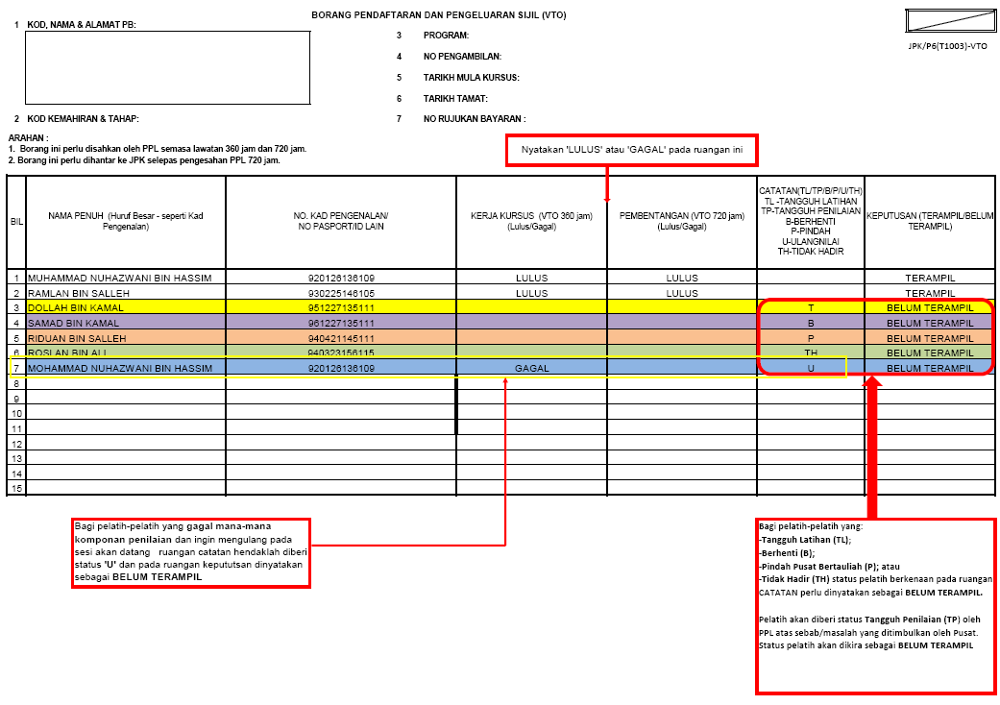 BORANG PENDAFTARAN DAN PENGELUARAN SIJIL (VTO)
JPK/P6(T1003)-VTO
1 KOD, NAMA & ALAMAT PB:
3 PROGRAM:
4 NO PENGAMBILAN:
5 TARIKH MULA KURSUS:
6 TARIKH TAMAT:
2 KOD KEMAHIRAN & TAHAP:
7 NO RUJUKAN BAYARAN :
ARAHAN :
1. Borang ini perlu disahkan oleh PPL semasa lawatan 360 jam dan 720 jam.
2. Borang ini perlu dihantar ke JPK selepas pengesahan PPL 720 jam.
Nyatakan 'LULUS' atau 'GAGAL' pada ruangan ini
BIL
NAMA PENUH (Huruf Besar - seperti Kad
Pengenalan)
NO. KAD PENGENALAN/
NO PASPORT/ID LAIN
KERJA KURSUS (VTO 360 jam)
(Lulus/Gagal)
PEMBENTANGAN (VTO 720 jam)
(Lulus/Gagal)
CATATAN(TL/TP/B/P/U/TH)
TL -TANGGUH LATIHAN
TP-TANGGUH PENILAIAN
B-BERHENTI
P-PINDAH
U-ULANGNILAI
TH-TIDAK HADIR
KEPUTUSAN (TERAMPIL/BELUM
TERAMPIL)
1 MUHAMMAD NUHAZWANI BIN HASSIM 920126136109 LULUS LULUS TERAMPIL
2 RAMLAN BIN SALLEH 930225146105 LULUS LULUS TERAMPIL
3 DOLLAH BIN KAMAL 951227135111 T BELUM TERAMPIL
4 SAMAD BIN KAMAL 961227135111 B BELUM TERAMPIL
5 RIDUAN BIN SALLEH 940421145111 P BELUM TERAMPIL
6 ROSLAN BIN ALI 940323156115 TH BELUM TERAMPIL
7 MOHAMMAD NUHAZWANI BIN HASSIM 920126136109 GAGAL U BELUM TERAMPIL
8
9
10
11
12
13
14
15
Bagi pelatih-pelatih yang gagal mana-mana
komponan penilaian dan ingin mengulang pada
sesi akan datang ruangan catatan hendaklah diberi
status 'U' dan pada ruangan keputusan dinyatakan
sebagai BELUM TERAMPIL
Bagi pelatih-pelatih yang:
-Tangguh Latihan (TL);
-Berhenti (B);
-Pindah Pusat Bertauliah (P); atau
-Tidak Hadir (TH) status pelatih berkenaan pada ruangan
CATATAN perlu dinyatakan sebagai BELUM TERAMPIL.
Pelatih akan diberi status Tangguh Penilaian (TP) oleh
PPL atas sebab/masalah yang ditimbulkan oleh Pusat.
Status pelatih akan dikira sebagai BELUM TERAMPIL